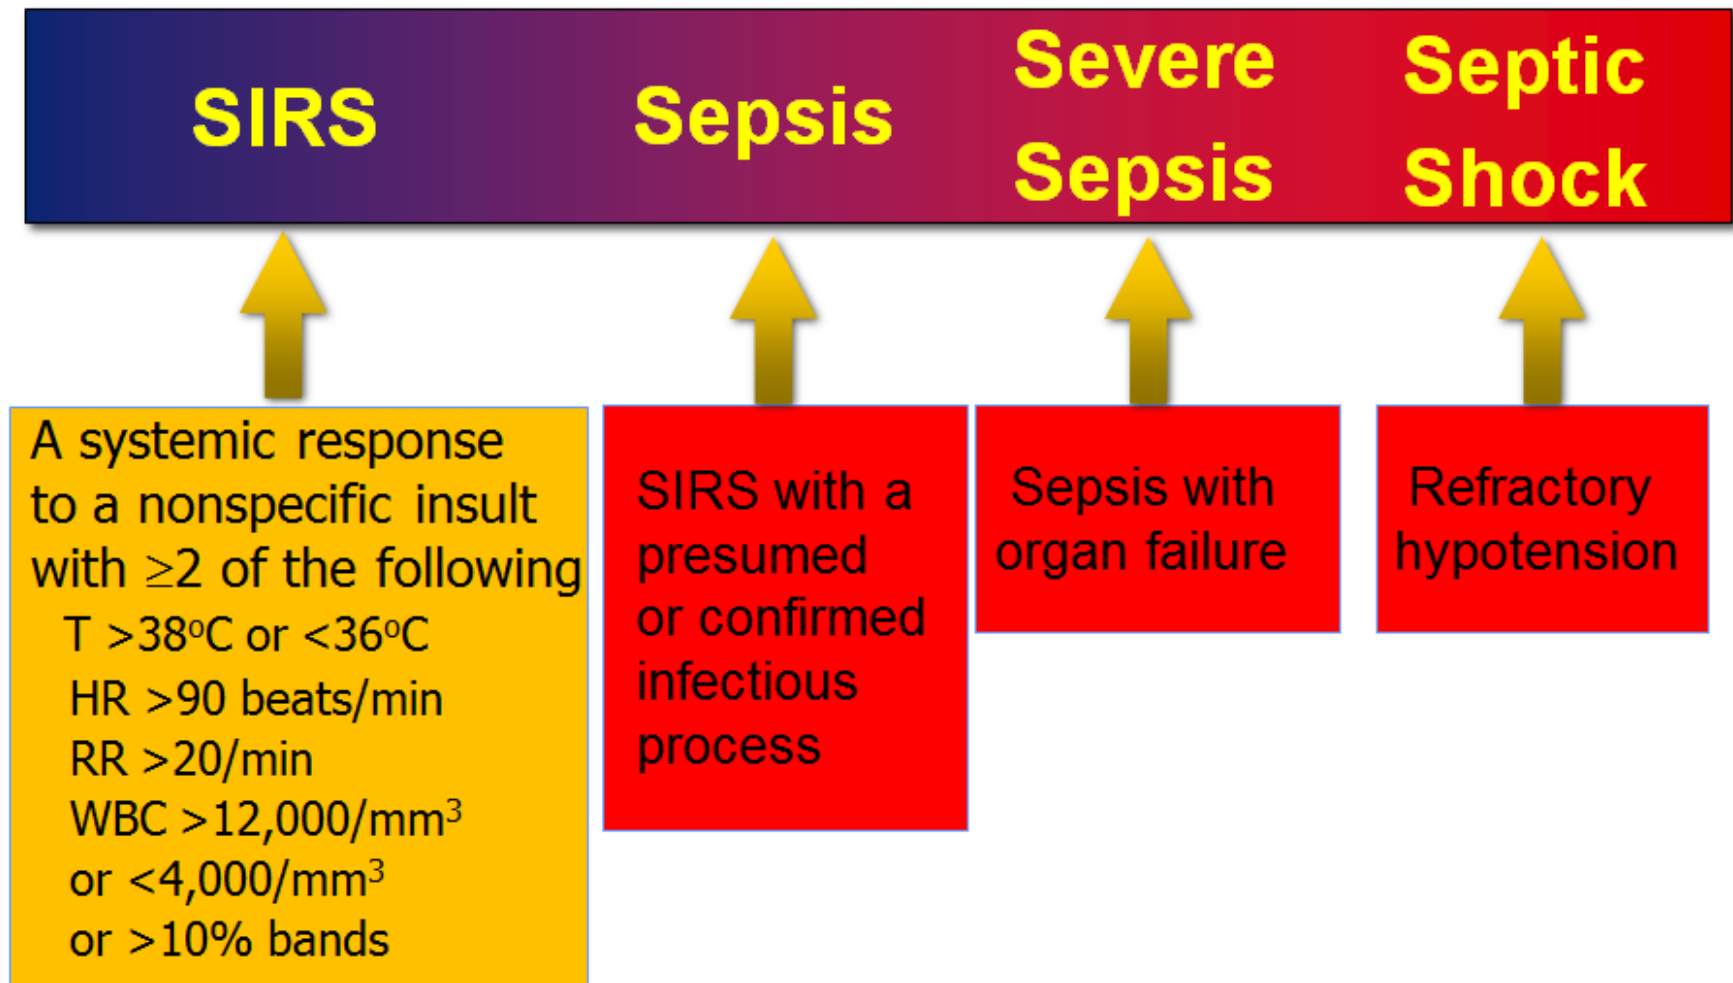 SIRS
Sepsis
Severe
Sepsis
Septic
Shock
A systemic response
to a nonspecific insult
with ≥2 of the following
T >38ºC or <36ºC
HR >90 beats/min
RR >20/min
WBC >12,000/mm³
or <4,000/mm³
or >10% bands
SIRS with a
presumed
or confirmed
infectious
process
Sepsis with
organ failure
Refractory
hypotension